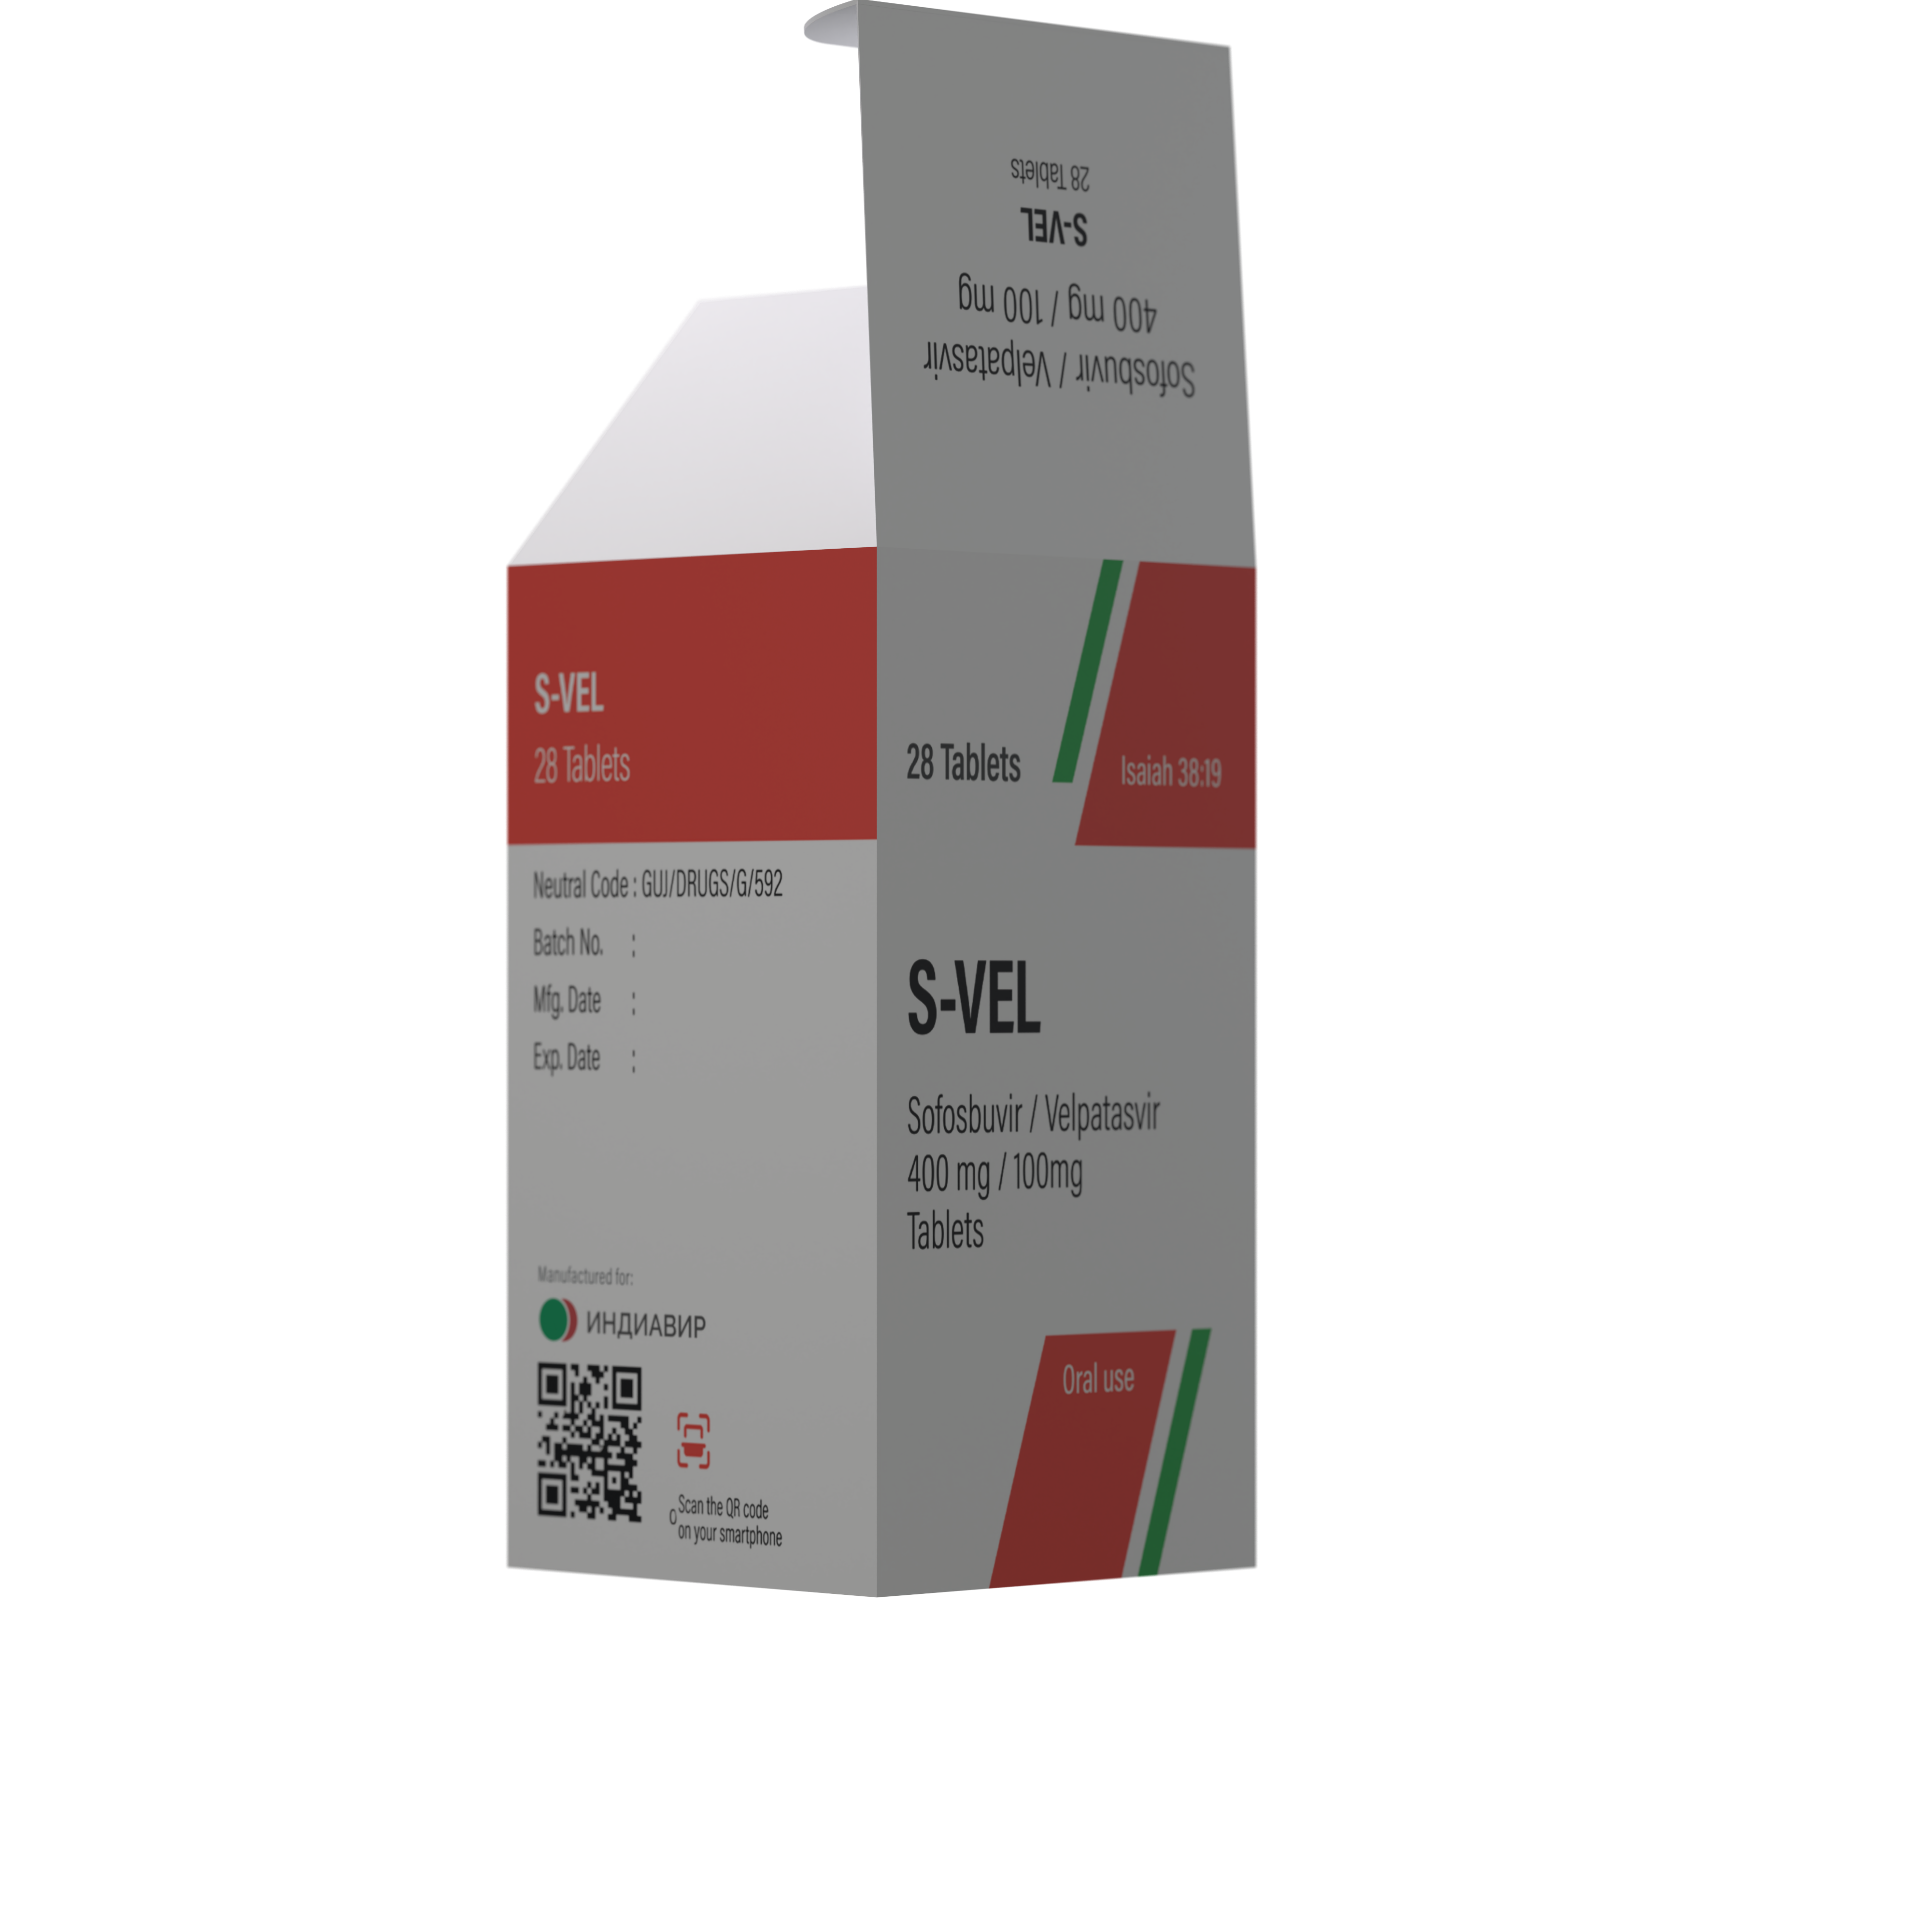 28 Tablets
S-VEL
400 mg / 100 mg
Sofosbuvir / Velpatasvir
S-VEL
28 Tablets
Neutral Code : GUJ/DRUGS/G/592
Batch No. :
Mfg. Date :
Exp. Date :
Manufactured for:
ИНДИАВИР
O
Scan the QR code
on your smartphone
28 Tablets
Isaiah 38:19
S-VEL
Sofosbuvir / Velpatasvir
400 mg / 100mg
Tablets
Oral use